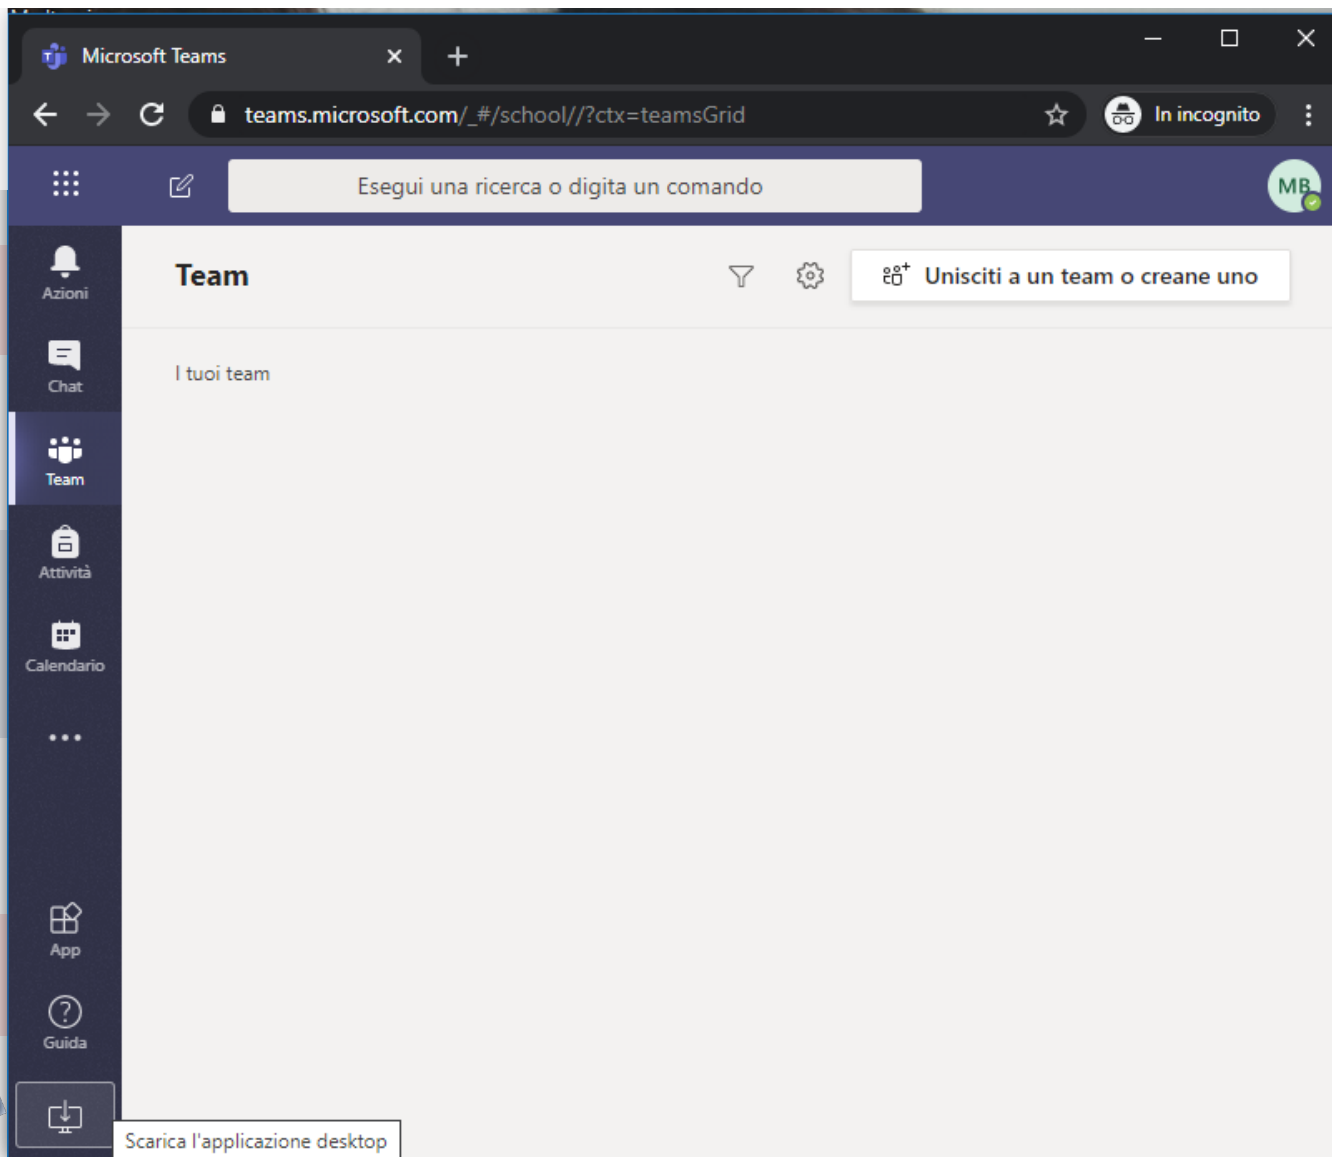 Microsoft Teams
teams.microsoft.com/_#/school//?ctx=teamsGrid
In incognito
Esegui una ricerca o digita un comando
MB
Azioni
Team
Unisciti a un team o creane uno
Chat
I tuoi team
Team
Attività
Calendario
App
Guida
Scarica l'applicazione desktop